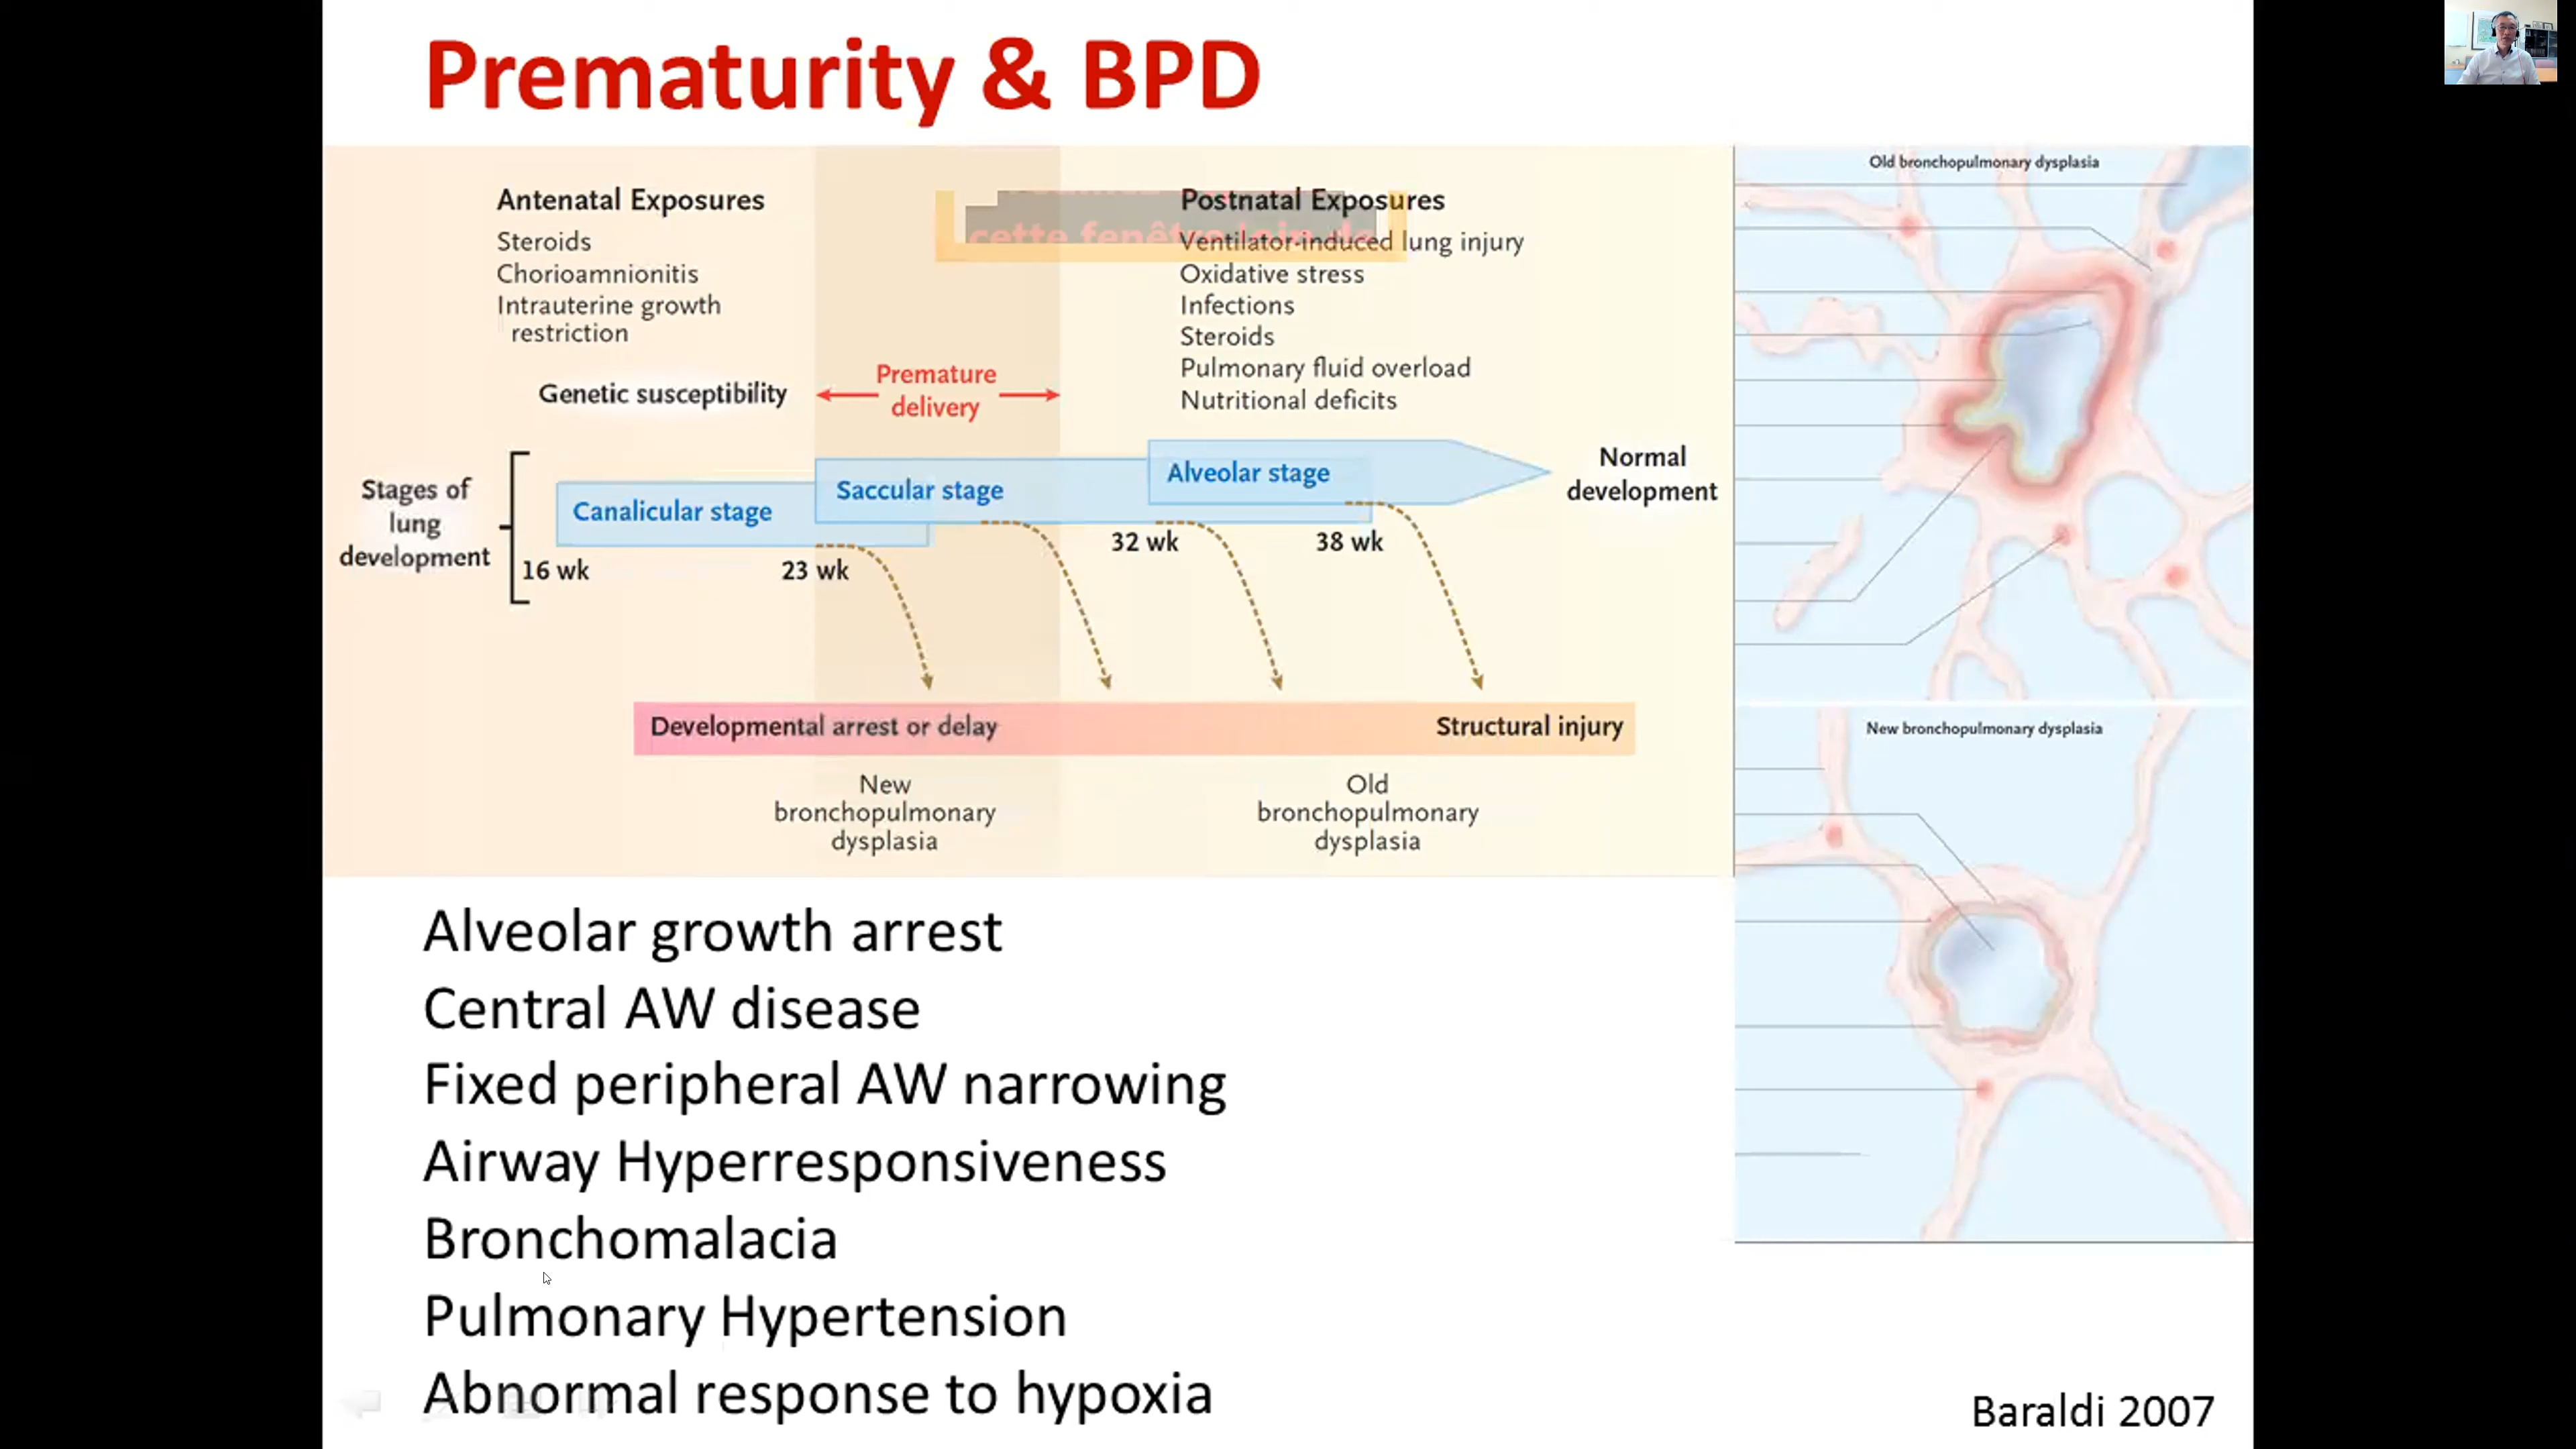 Prematurity & BPD
Antenatal Exposures
Steroids
Chorioamnionitis
Intrauterine growth
restriction
Genetic susceptibility
Premature
delivery
cette fenêtre loin de
Postnatal Exposures
Ventilator-induced lung injury
Oxidative stress
Infections
Steroids
Pulmonary fluid overload
Nutritional deficits
Stages of
lung
development
Canalicular stage
Saccular stage
Alveolar stage
Normal
development
16 wk
23 wk
32 wk
38 wk
Developmental arrest or delay
Structural injury
New
bronchopulmonary
dysplasia
Old
bronchopulmonary
dysplasia
Old bronchopulmonary dysplasia
New bronchopulmonary dysplasia
Alveolar growth arrest
Central AW disease
Fixed peripheral AW narrowing
Airway Hyperresponsiveness
Bronchomalacia
Pulmonary Hypertension
Abnormal response to hypoxia
Baraldi 2007